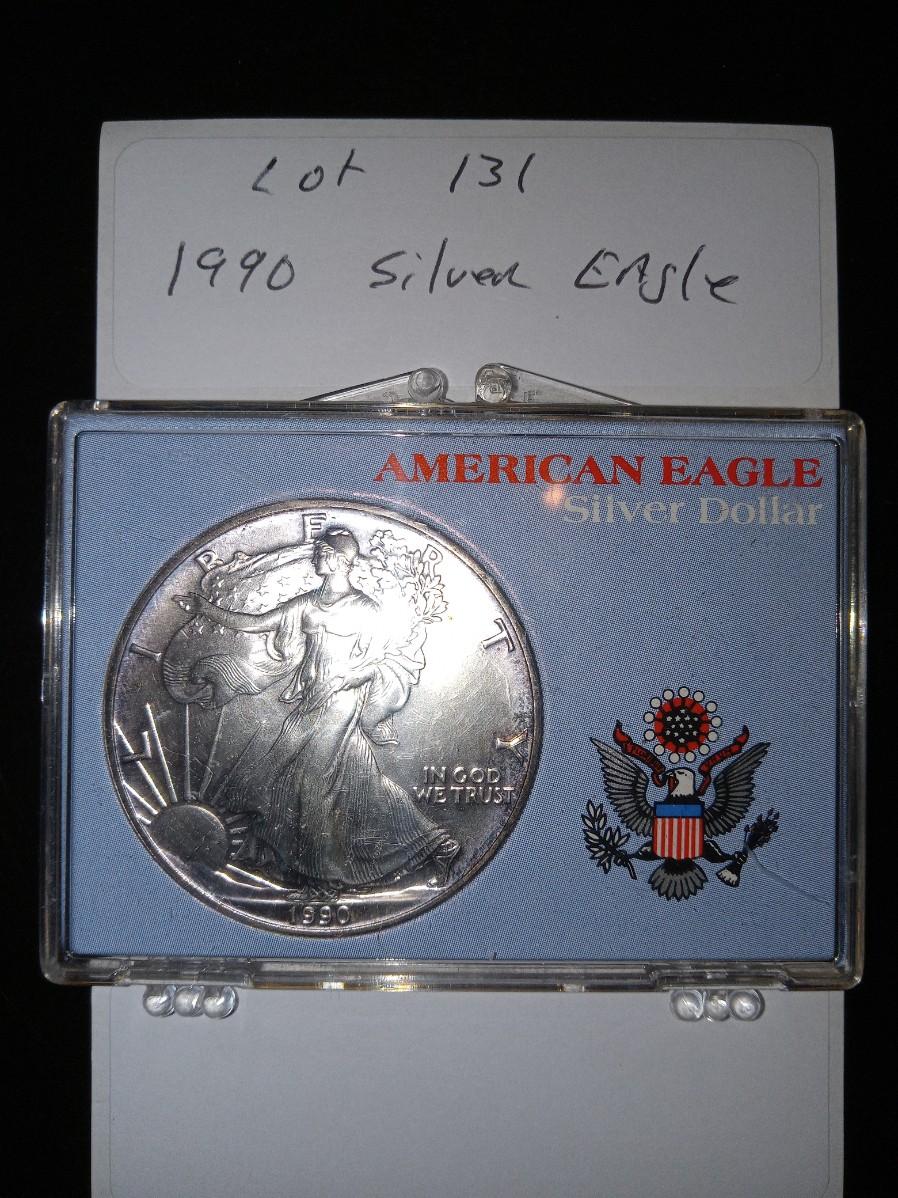 Lot 131
1990 Silver EAgle
AMERICAN EAGLE
Silver Dollar
LIBERTY
IN GOD
WE TRUST
1990